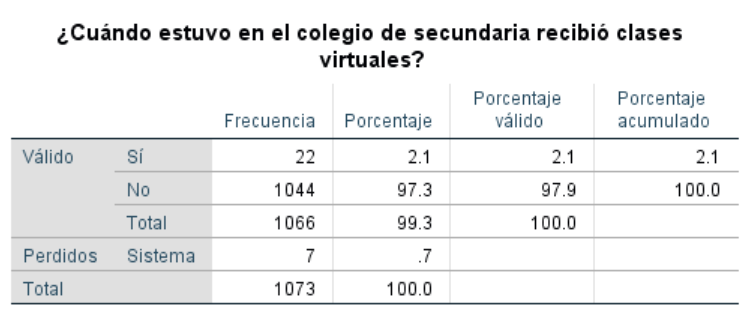 ¿Cuándo estuvo en el colegio de secundaria recibió clases
virtuales?
Frecuencia Porcentaje Porcentaje válido Porcentaje acumulado
Válido Sí 22 2.1 2.1 2.1
No 1044 97.3 97.9 100.0
Total 1066 99.3 100.0
Perdidos Sistema 7 .7
Total 1073 100.0